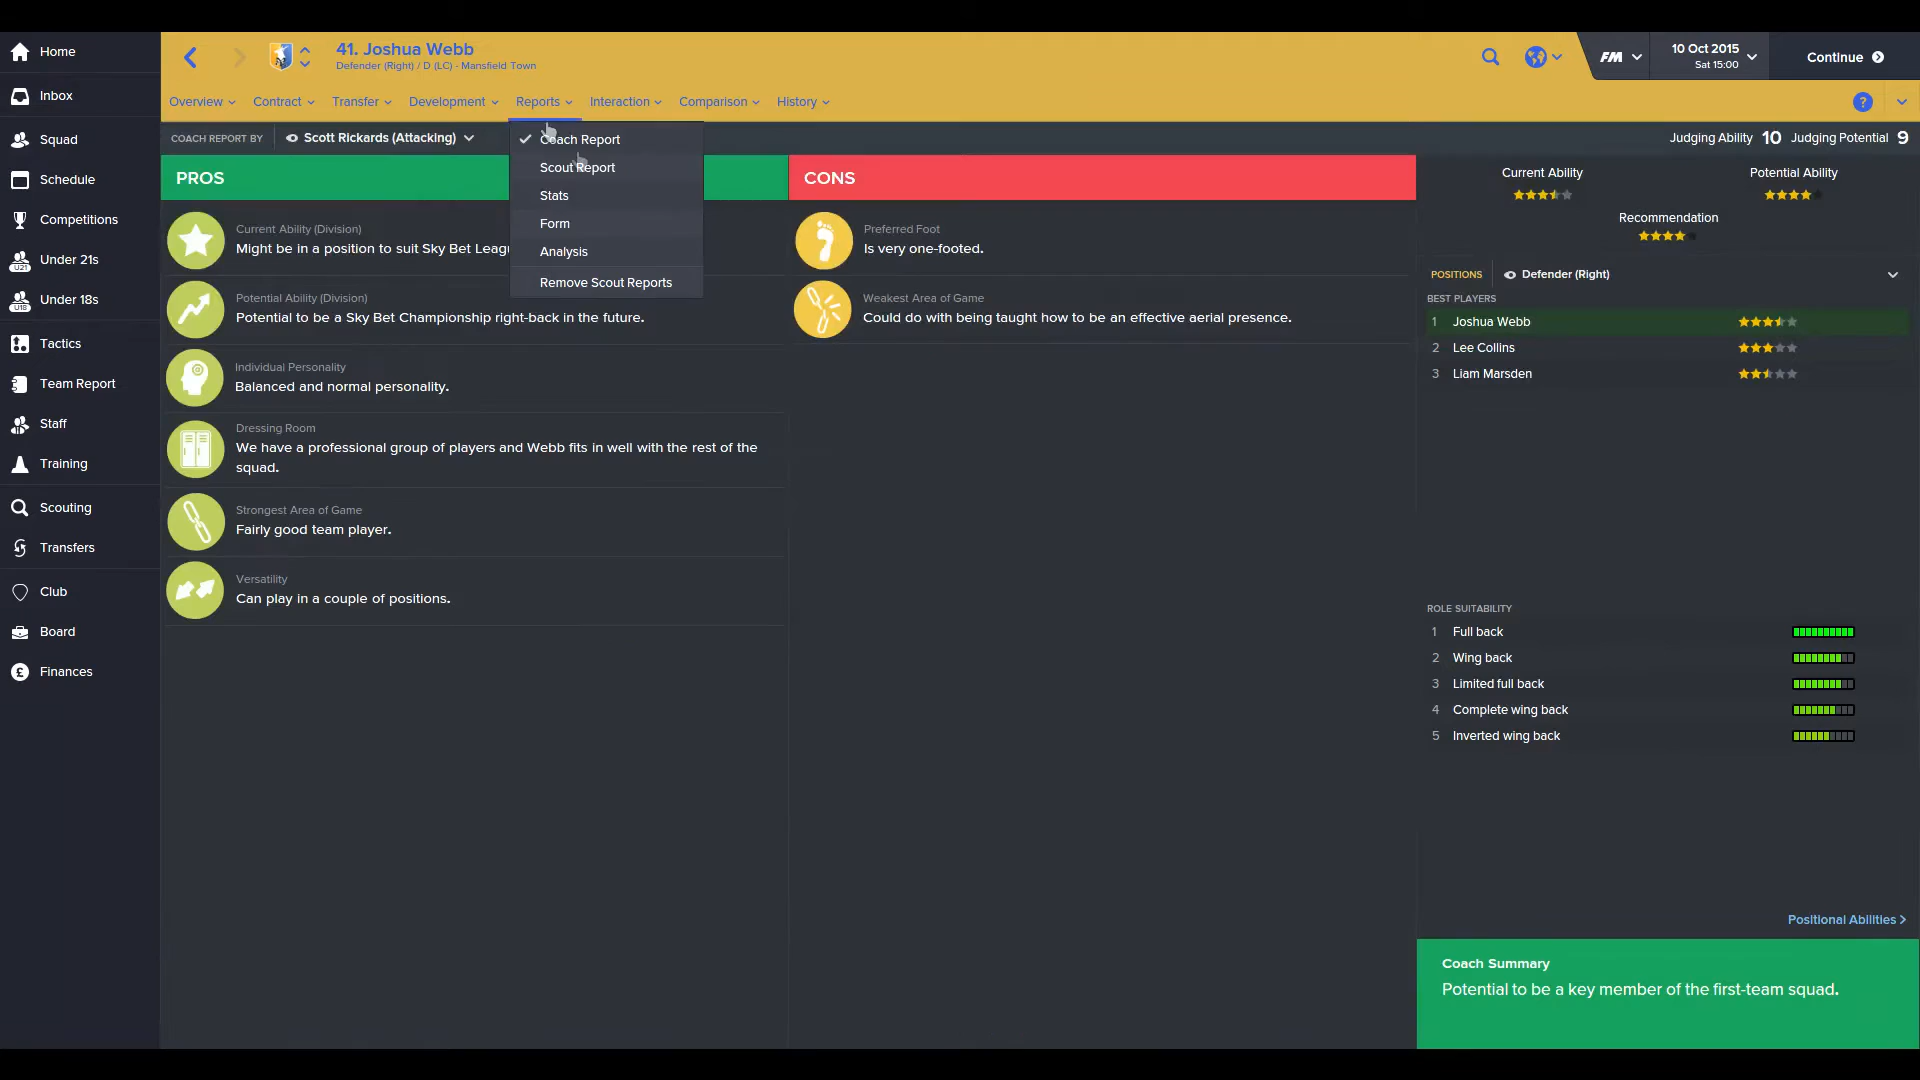 Home
Inbox
Squad
Schedule
Competitions
U21
Under 21s
U18
Under 18s
Tactics
Team Report
Staff
Training
Scouting
Transfers
Club
Board
£
Finances
41. Joshua Webb
Defender (Right) / D (LC) - Mansfield Town
FM
10 Oct 2015
Sat 15:00
Continue
Overview
Contract
Transfer
Development
Reports
Interaction
Comparison
History
?
COACH REPORT BY
Scott Rickards (Attacking)
Judging Ability 10 Judging Potential 9
Coach Report
Scout Report
Stats
Form
Analysis
Remove Scout Reports
PROS
Current Ability (Division)
Might be in a position to suit Sky Bet Leag
Potential Ability (Division)
Potential to be a Sky Bet Championship right-back in the future.
Individual Personality
Balanced and normal personality.
Dressing Room
We have a professional group of players and Webb fits in well with the rest of the
squad.
Strongest Area of Game
Fairly good team player.
Versatility
Can play in a couple of positions.
CONS
Preferred Foot
Is very one-footed.
Weakest Area of Game
Could do with being taught how to be an effective aerial presence.
Current Ability
Potential Ability
Recommendation
POSITIONS
Defender (Right)
BEST PLAYERS
1 Joshua Webb
2 Lee Collins
3 Liam Marsden
ROLE SUITABILITY
1 Full back
2 Wing back
3 Limited full back
4 Complete wing back
5 Inverted wing back
Positional Abilities >
Coach Summary
Potential to be a key member of the first-team squad.